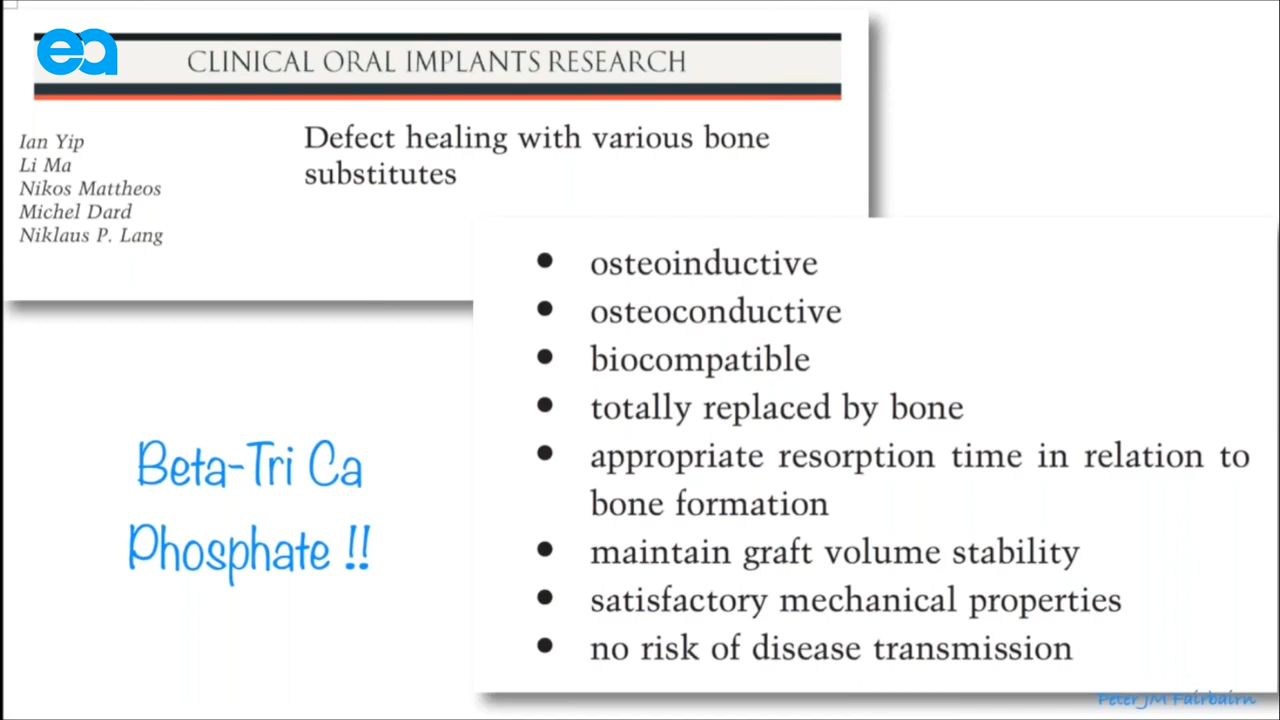 ea
CLINICAL ORAL IMPLANTS RESEARCH
Ian Yip
Li Ma
Nikos Mattheos
Michel Dard
Niklaus P. Lang
Defect healing with various bone
substitutes
• osteoinductive
• osteoconductive
• biocompatible
• totally replaced by bone
• appropriate resorption time in relation to
bone formation
• maintain graft volume stability
• satisfactory mechanical properties
• no risk of disease transmission
Beta-Tri Ca
Phosphate !!
Peter JM Fairbairn